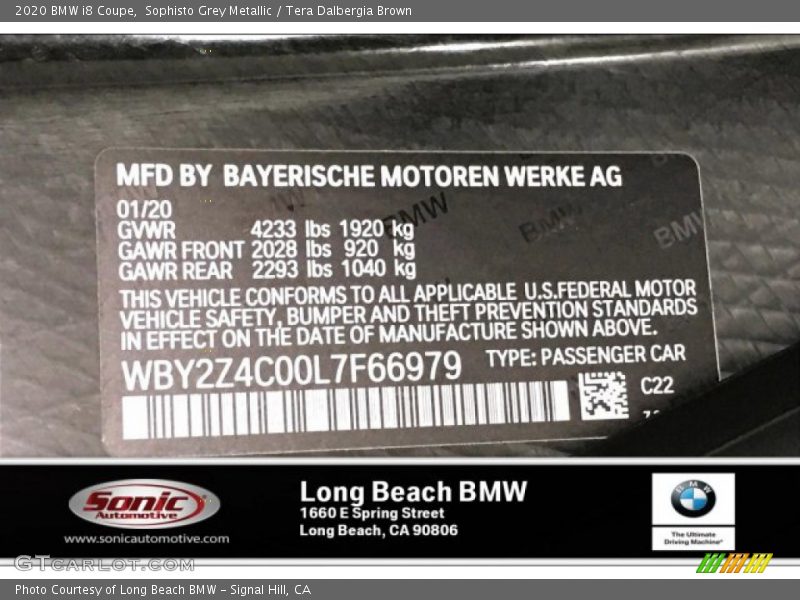 2020 BMW i8 Coupe, Sophisto Grey Metallic / Tera Dalbergia Brown
MFD BY BAYERISCHE MOTOREN WERKE AG
01/20
GVWR 4233 lbs 1920 kg
GAWR FRONT 2028 lbs 920 kg
GAWR REAR 2293 lbs 1040 kg
THIS VEHICLE CONFORMS TO ALL APPLICABLE U.S.FEDERAL MOTOR
VEHICLE SAFETY, BUMPER AND THEFT PREVENTION STANDARDS
IN EFFECT ON THE DATE OF MANUFACTURE SHOWN ABOVE.
WBY2Z4C00L7F66979 TYPE: PASSENGER CAR
C22
BMW BMW BMW
Sonic
Automotive
www.sonicautomotive.com
Long Beach BMW
1660 E Spring Street
Long Beach, CA 90806
BMW
The Ultimate
Driving Machine®
GTcarlot.com
Photo Courtesy of Long Beach BMW – Signal Hill, CA